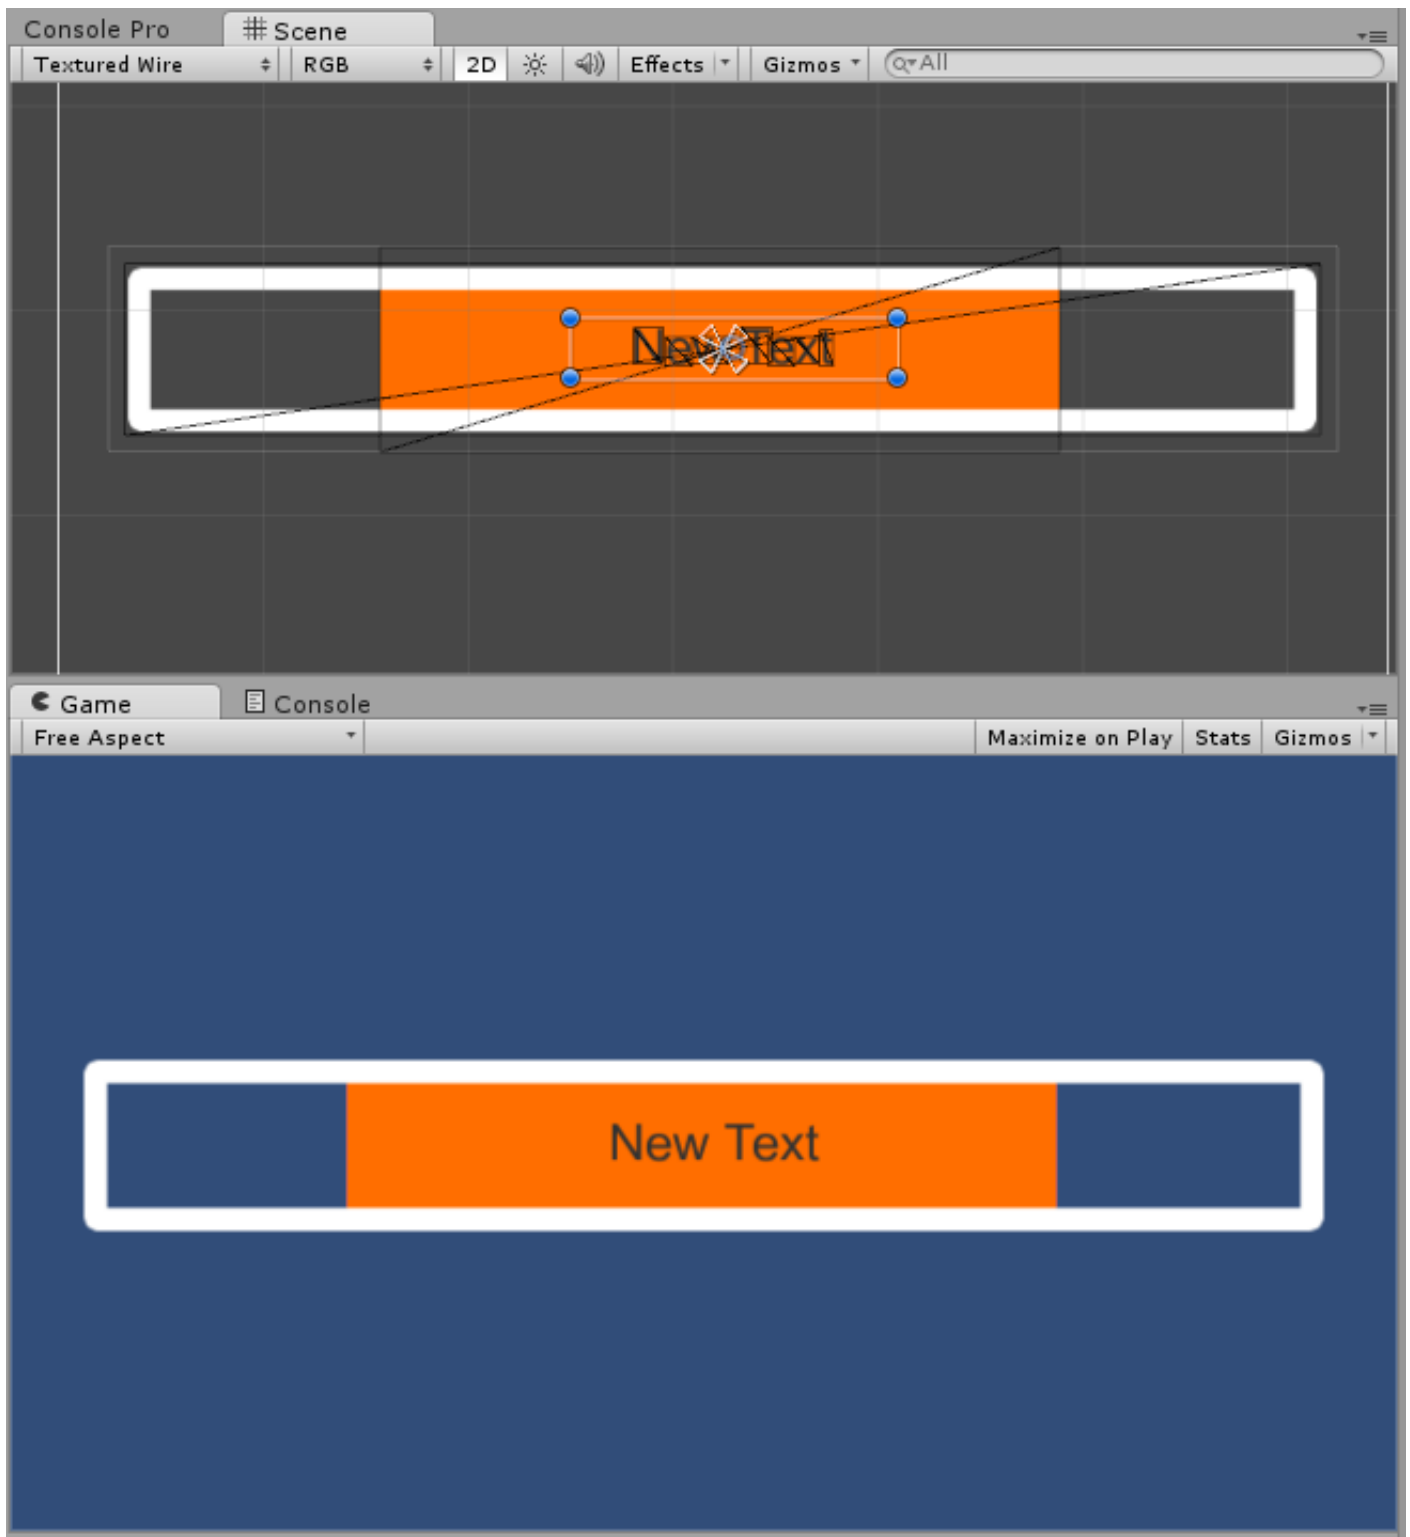 Console Pro Scene
Textured Wire RGB 2D Effects Gizmos All
New Text
Game Console
Free Aspect Maximize on Play Stats Gizmos
New Text